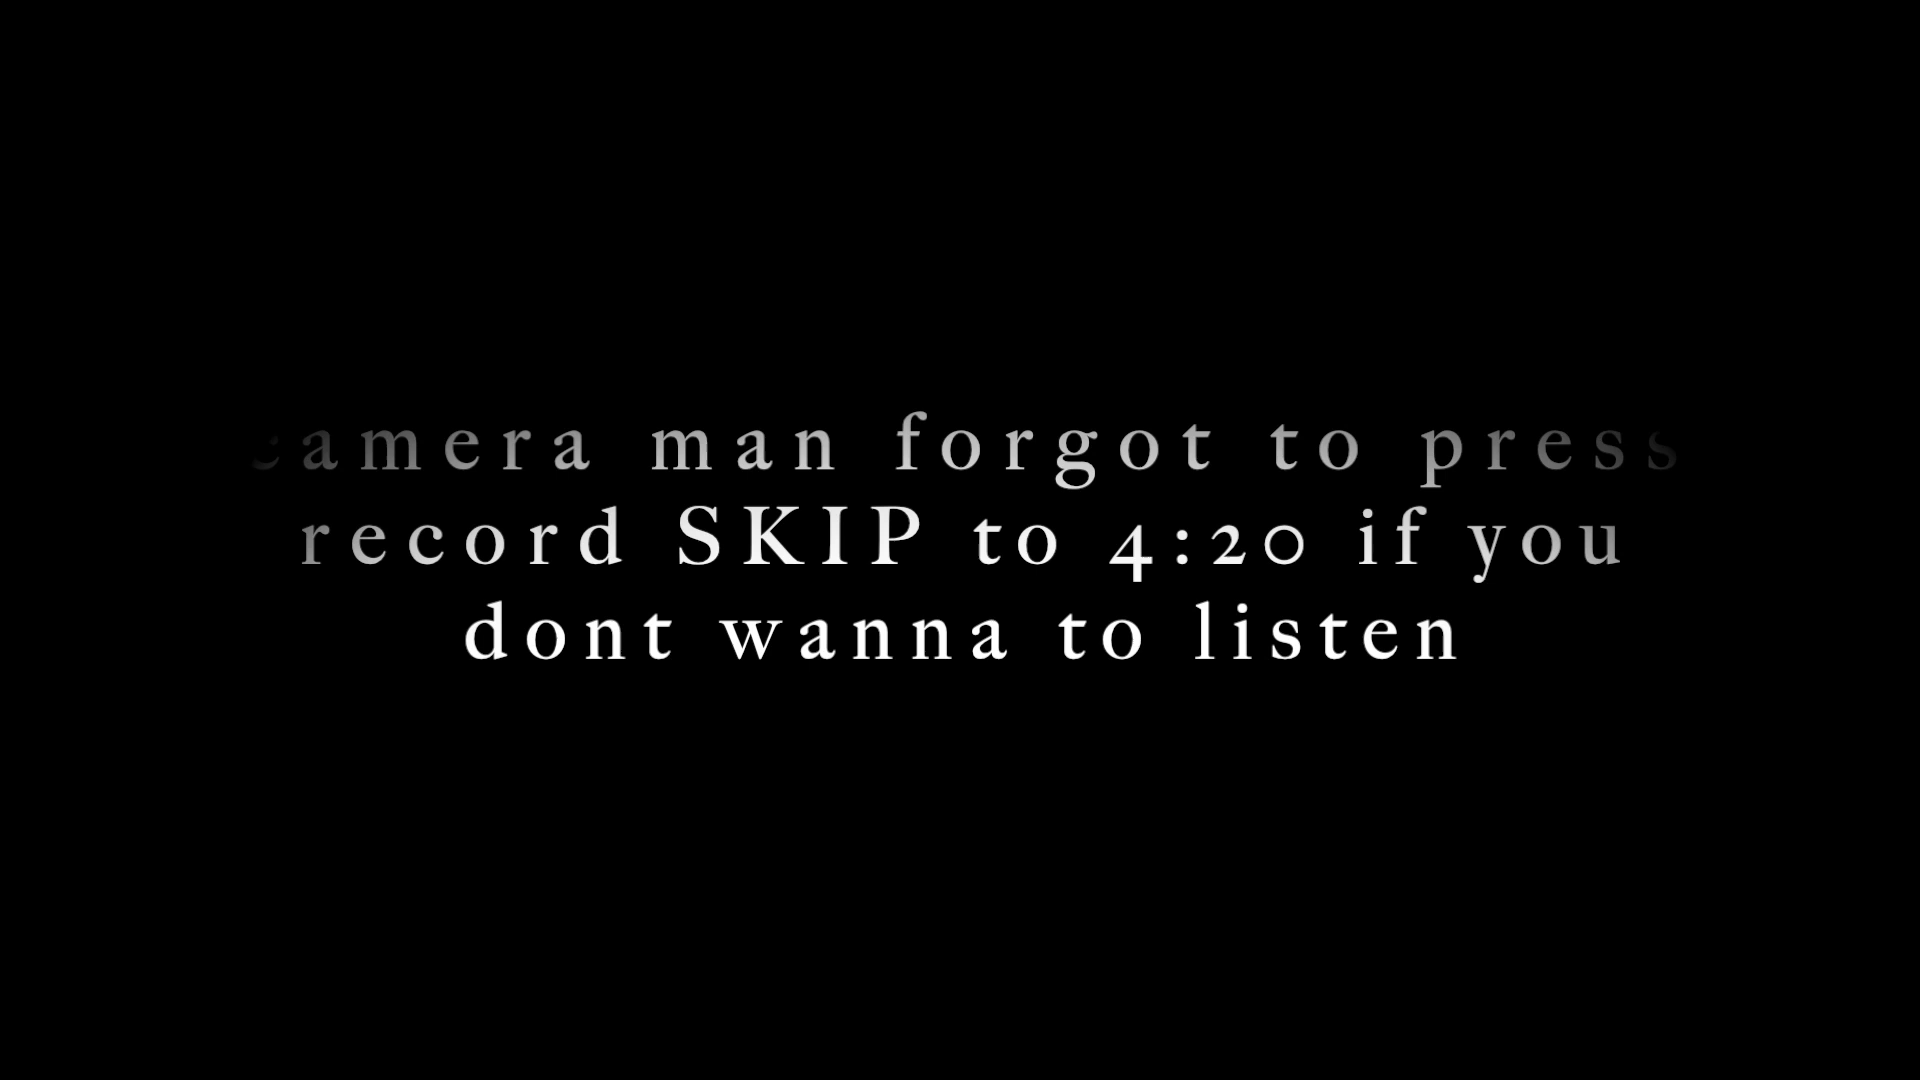 camera man forgot to press
record SKIP to 4:20 if you
dont wanna to listen